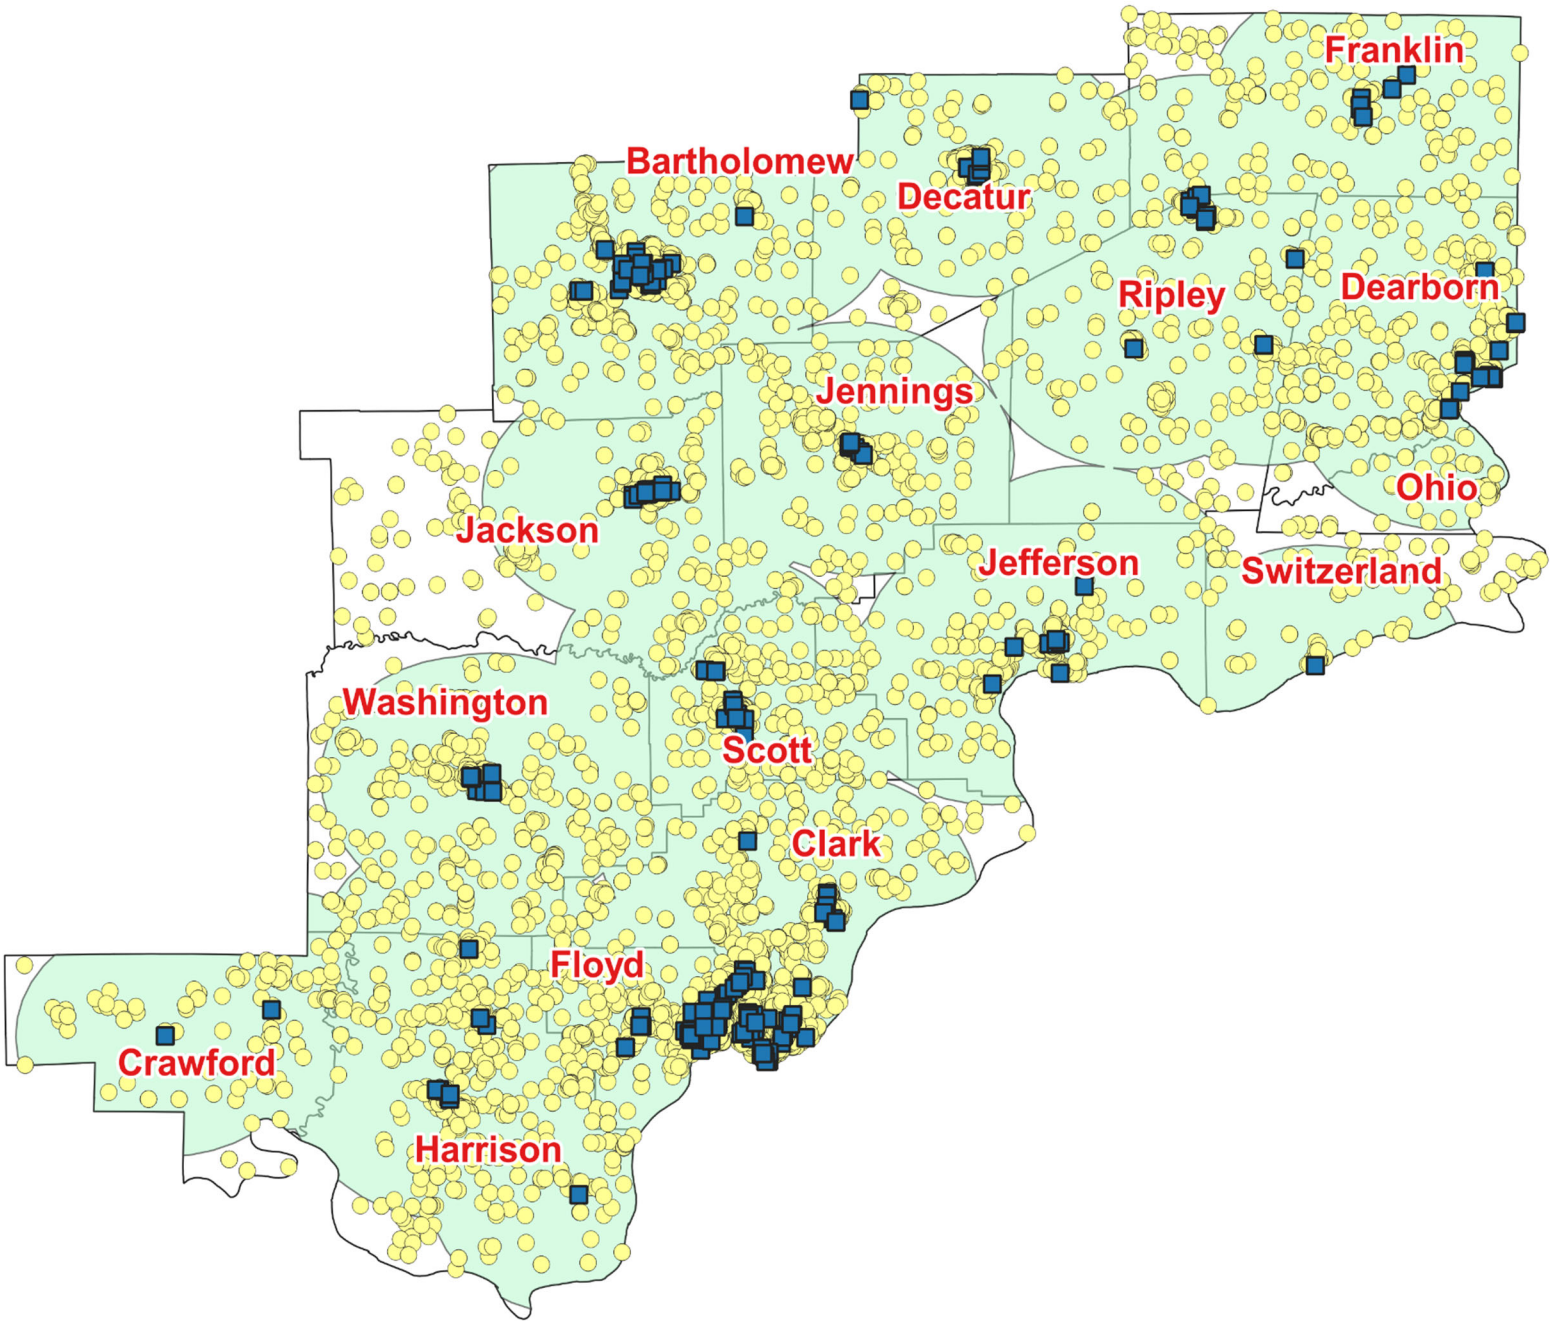 Franklin
Bartholomew
Decatur
Ripley
Dearborn
Jennings
Ohio
Jackson
Jefferson
Switzerland
Washington
Scott
Clark
Floyd
Crawford
Harrison